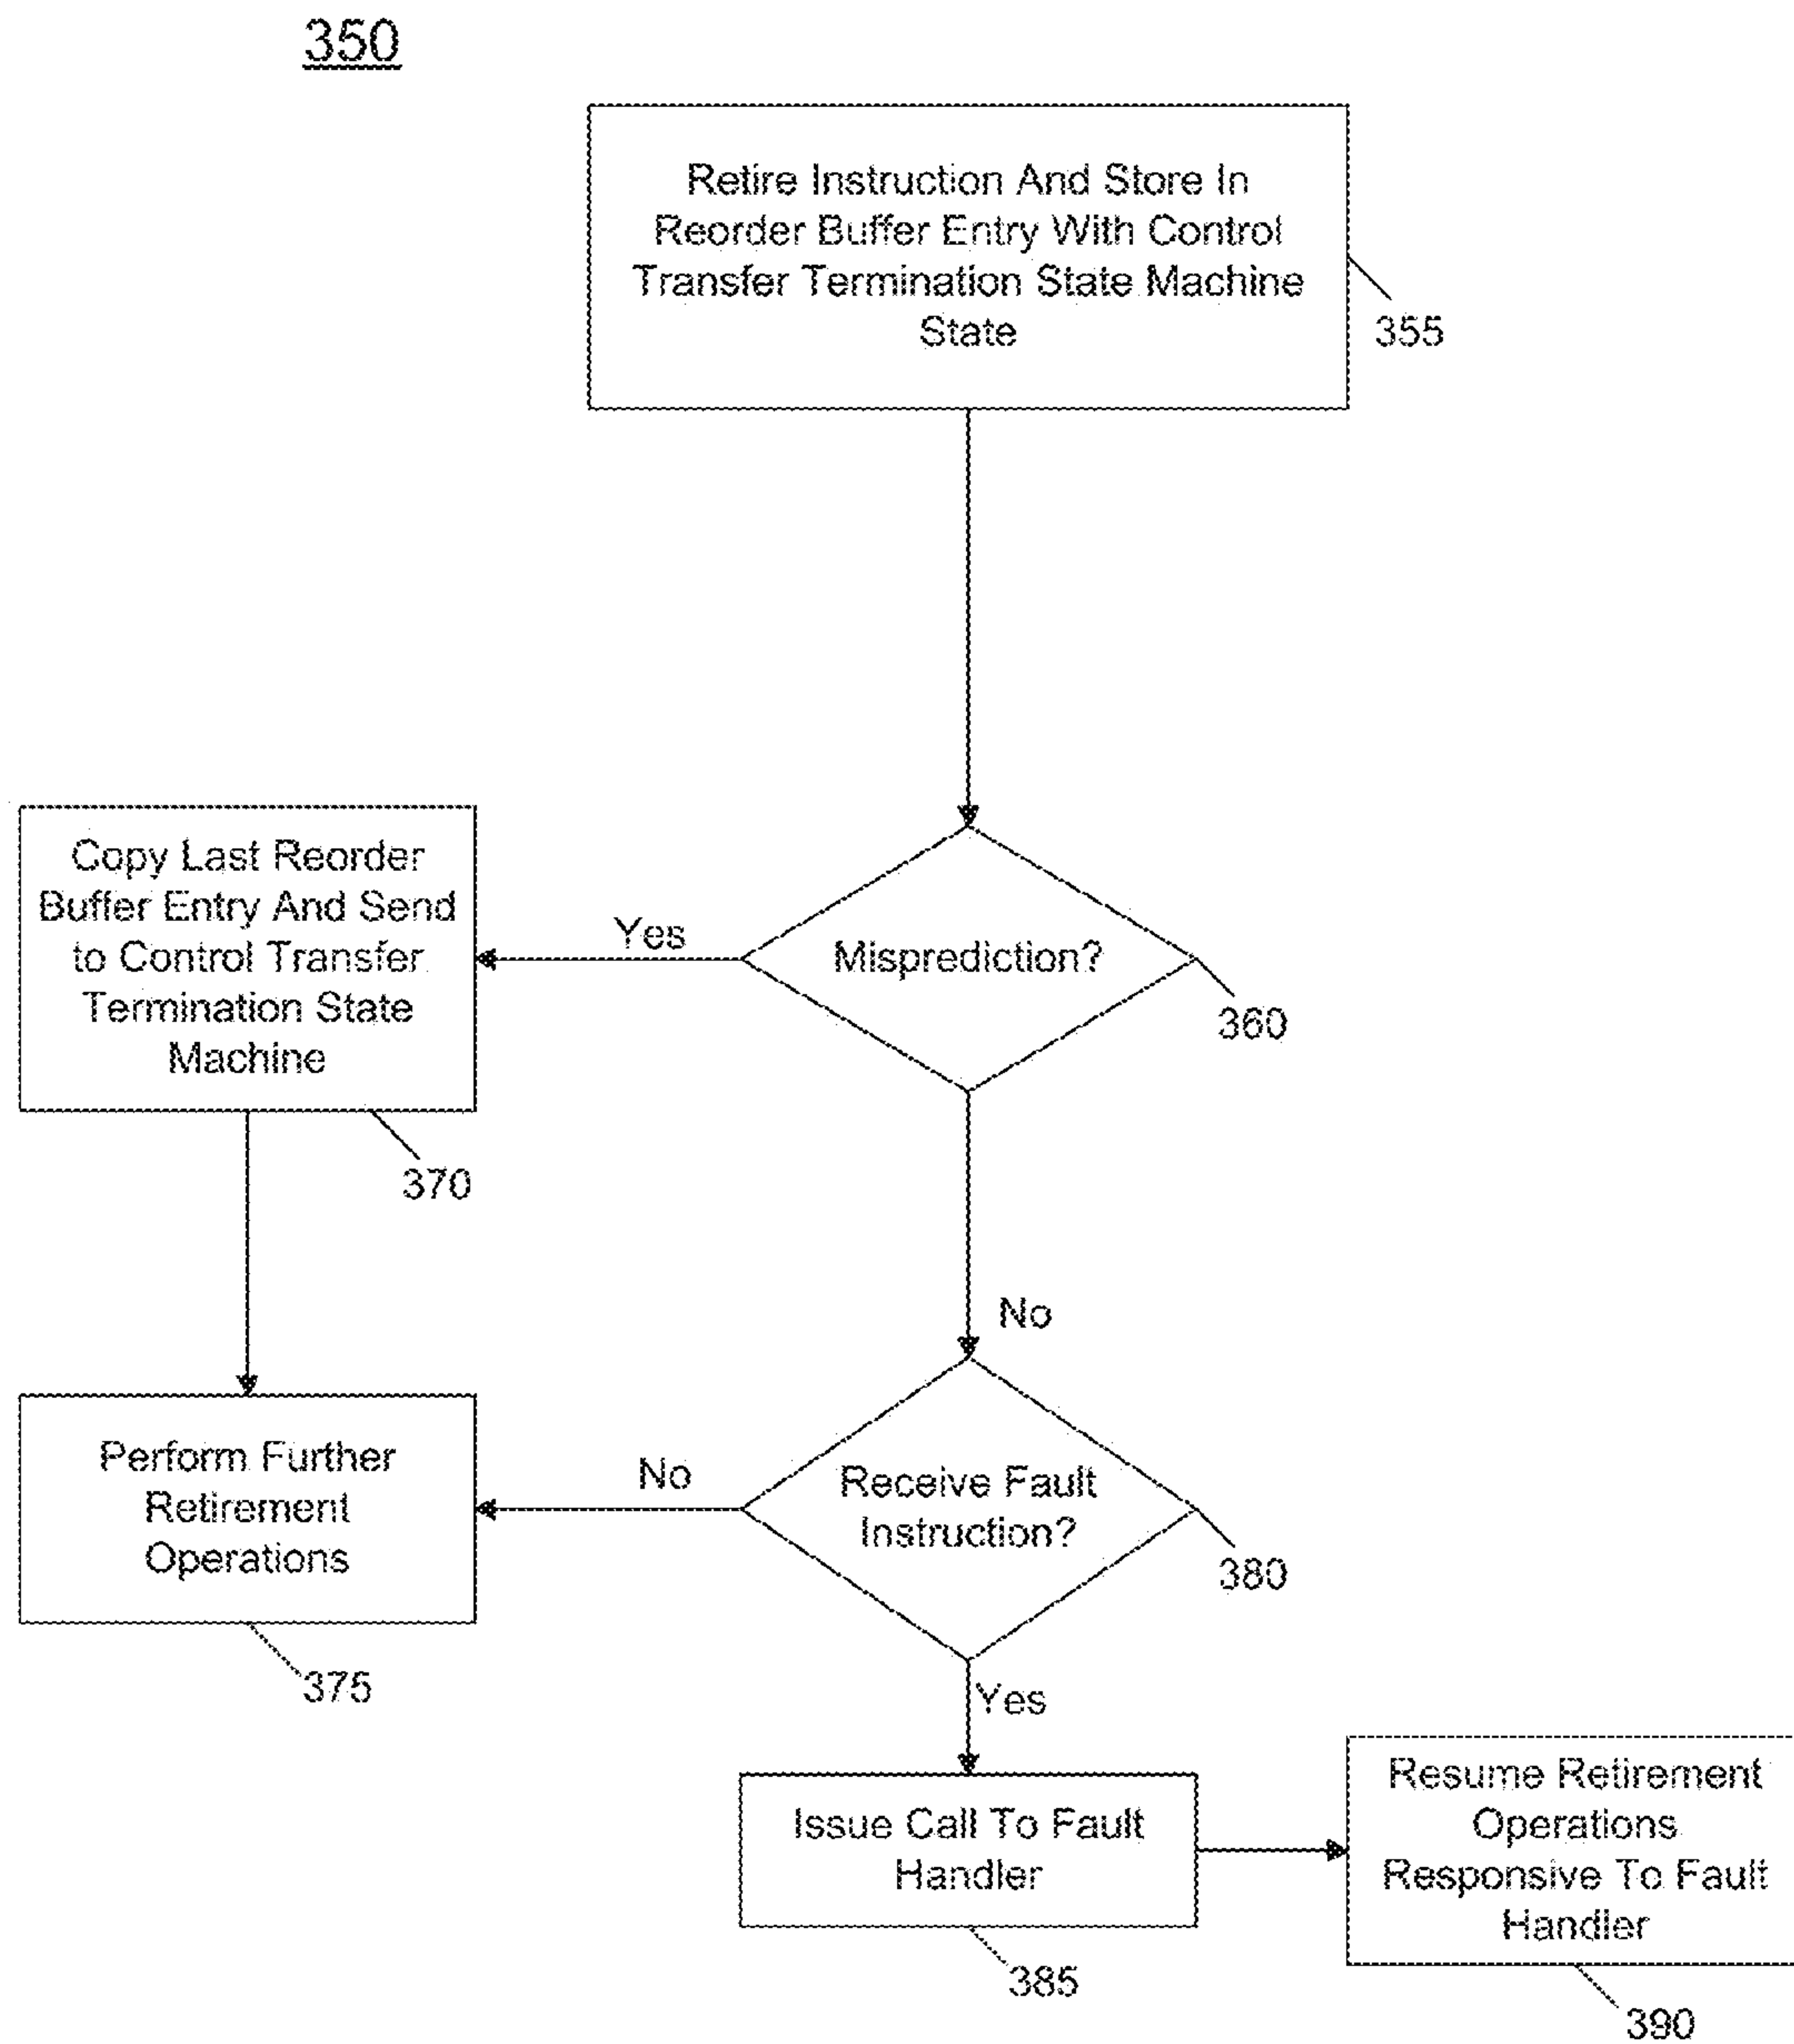 350
Retire Instruction And Store In
Reorder Buffer Entry With Control
Transfer Termination State Machine
State
355
Copy Last Reorder
Buffer Entry And Send
to Control Transfer
Termination State
Machine
370
Yes
Misprediction?
360
No
Perform Further
Retirement
Operations
375
No
Receive Fault
Instruction?
380
Yes
Issue Call To Fault
Handler
385
Resume Retirement
Operations
Responsive To Fault
Handler
390